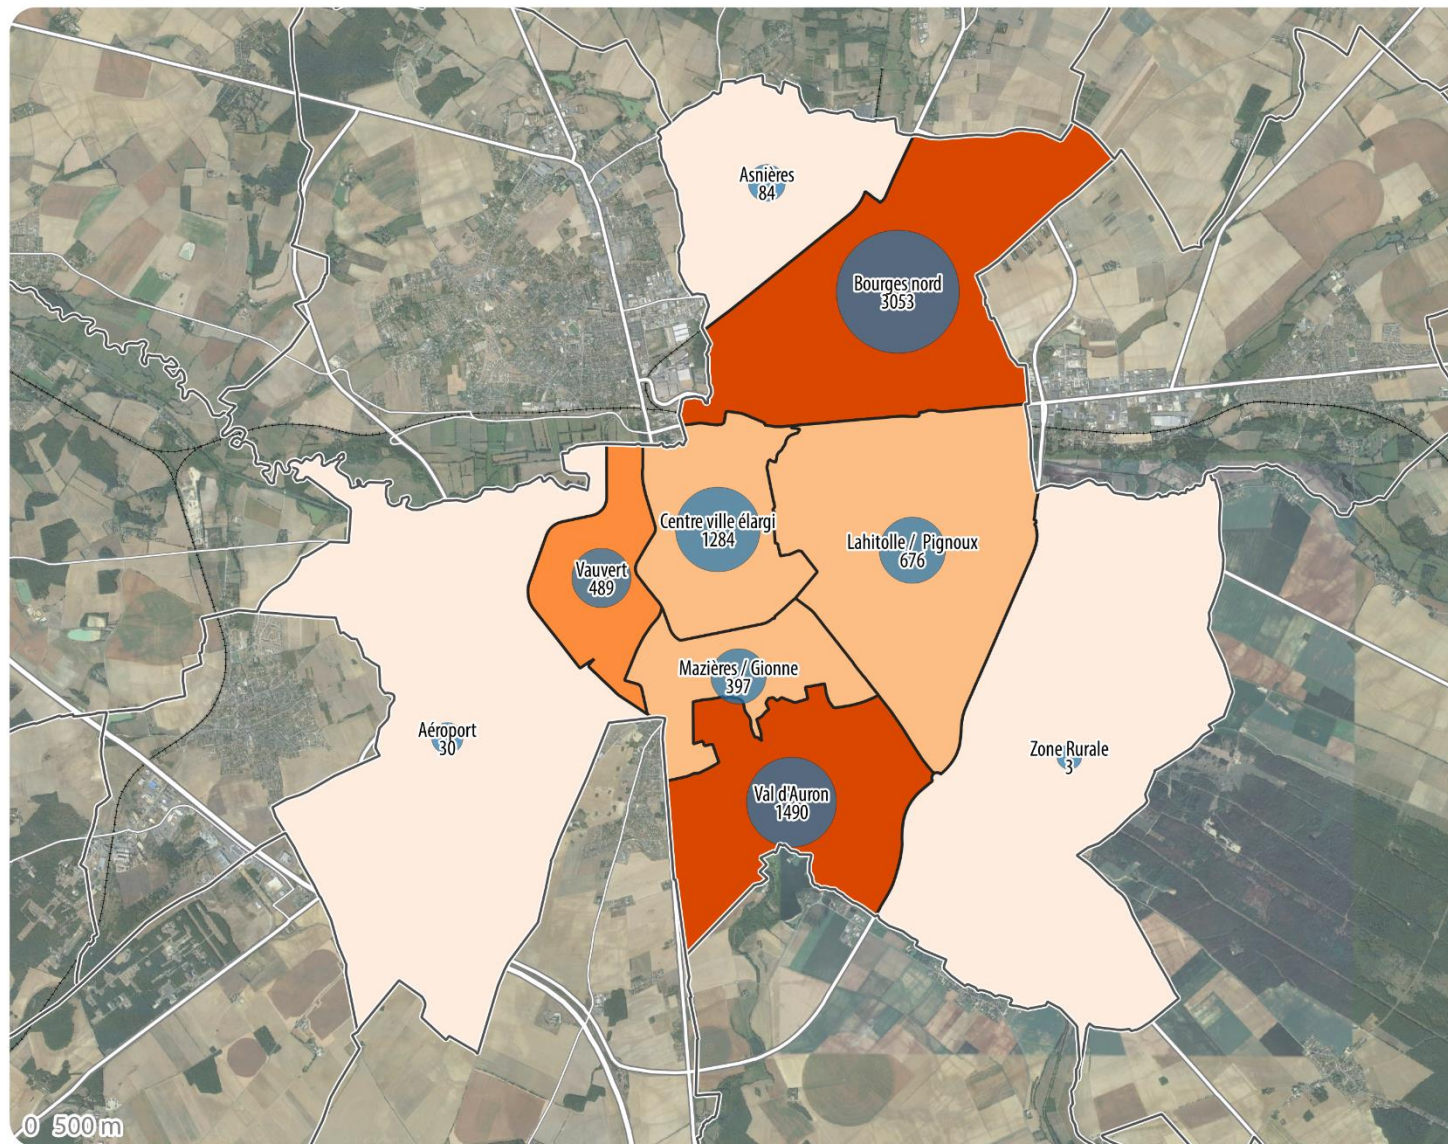 Asnières
84
Bourges nord
3053
Centre ville élargi
1284
Lahitolle / Pignoux
676
Vauvert
489
Mazières / Gionne
397
Aéroport
30
Zone Rurale
3
Val d'Auron
1490
0 500 m